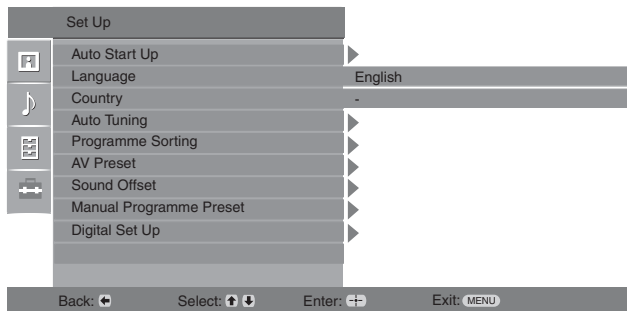 Set Up
Auto Start Up
Language English
Country -
Auto Tuning
Programme Sorting
AV Preset
Sound Offset
Manual Programme Preset
Digital Set Up
Back: Select: Enter: Exit: MENU